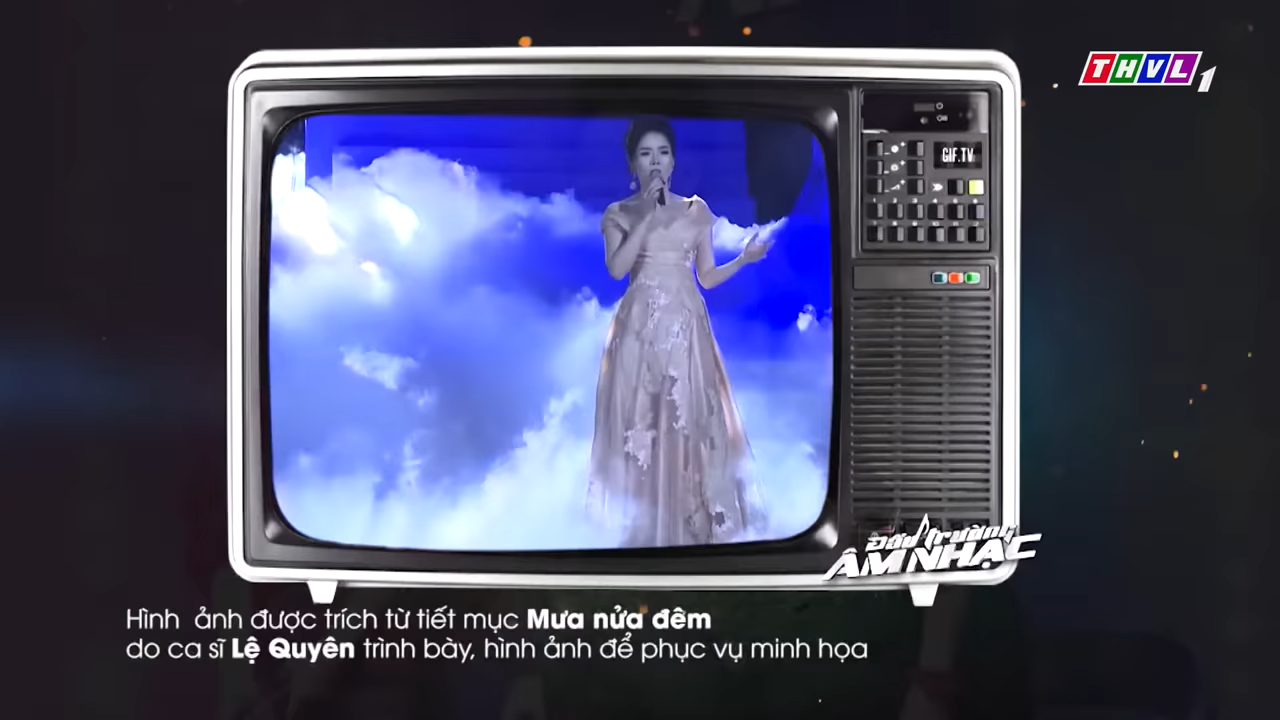 THVL1
GIF.TV
Đấu trường
ÂM NHẠC
Hình ảnh được trích từ tiết mục Mưa nửa đêm
do ca sĩ Lệ Quyên trình bày, hình ảnh để phục vụ minh họa